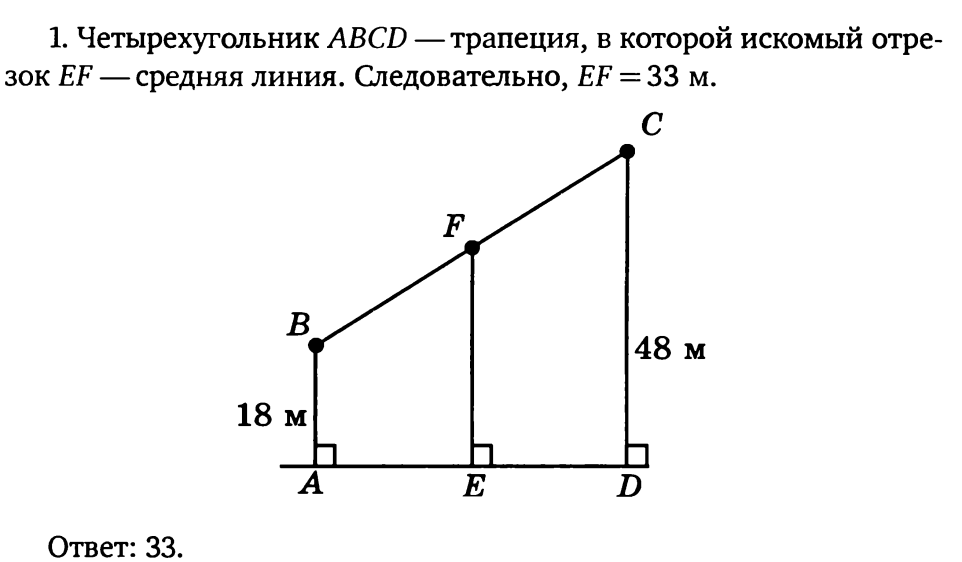 1. Четырехугольник ABCD — трапеция, в которой искомый отре-
зок EF — средняя линия. Следовательно, EF = 33 м.
C
F
B
48 м
18 м
A E D
Ответ: 33.